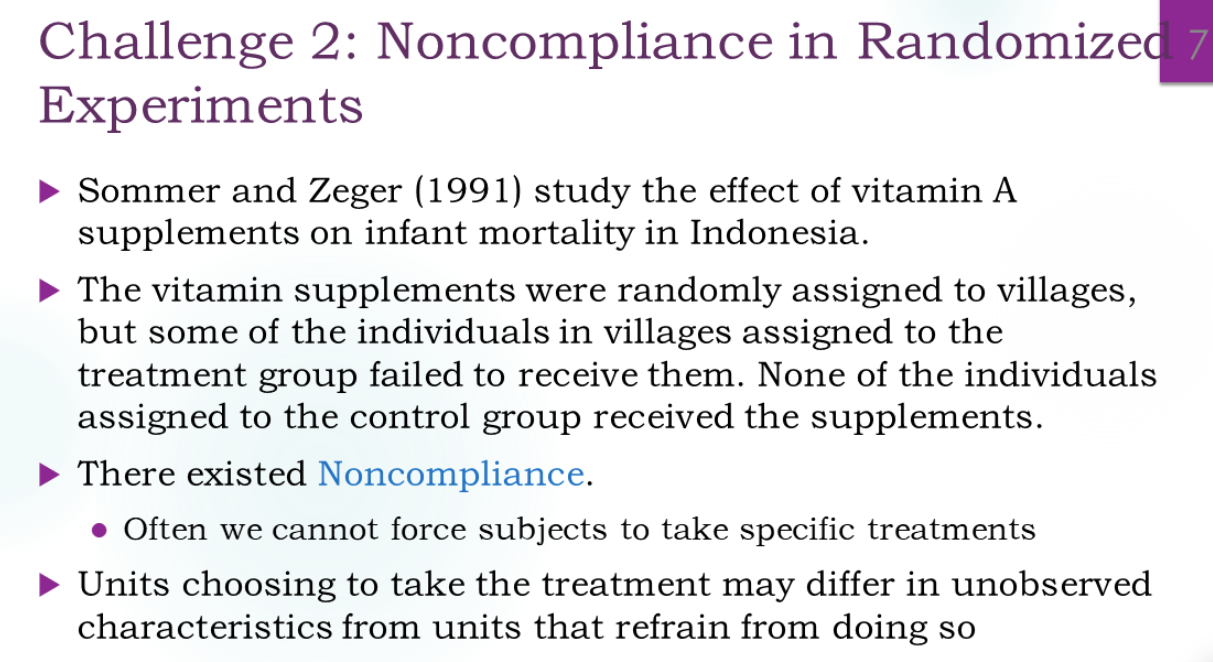 Challenge 2: Noncompliance in Randomized
7
Experiments
Sommer and Zeger (1991) study the effect of vitamin A
supplements on infant mortality in Indonesia.
The vitamin supplements were randomly assigned to villages,
but some of the individuals in villages assigned to the
treatment group failed to receive them. None of the individuals
assigned to the control group received the supplements.
There existed Noncompliance.
Often we cannot force subjects to take specific treatments
Units choosing to take the treatment may differ in unobserved
characteristics from units that refrain from doing so